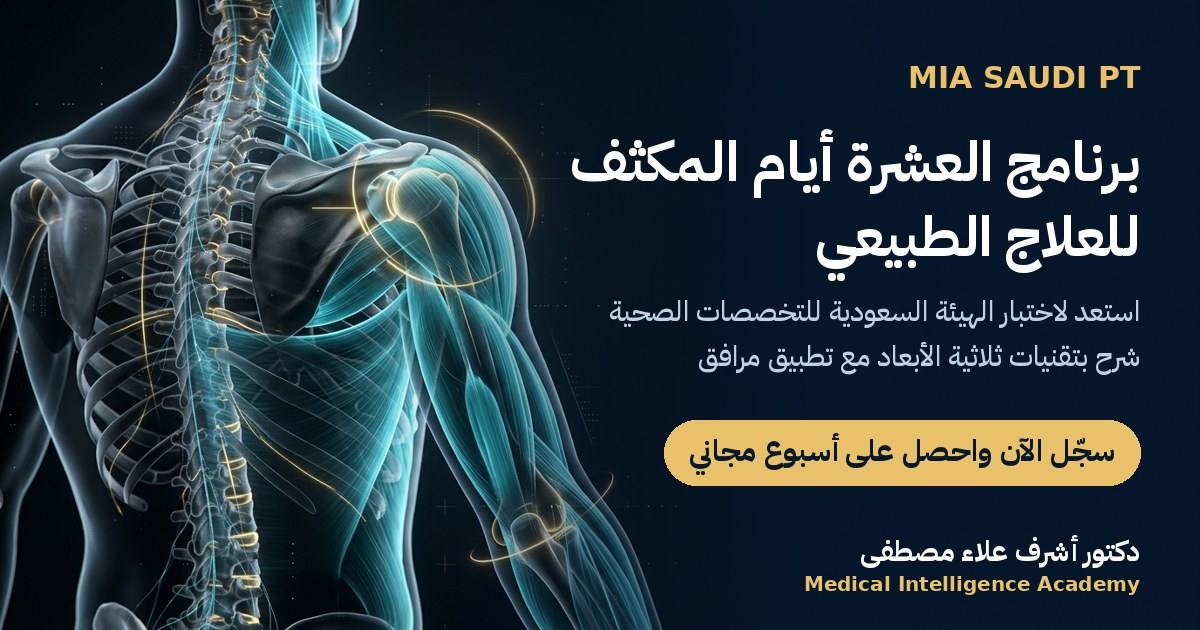 MIA SAUDI PT
برنامج العشرة أيام المكثف
للعلاج الطبيعي
استعد لاختبار الهيئة السعودية للتخصصات الصحية
شرح بتقنيات ثلاثية الأبعاد مع تطبيق مرافق
سجّل الآن واحصل على أسبوع مجاني
دكتور أشرف علاء مصطفى
Medical Intelligence Academy